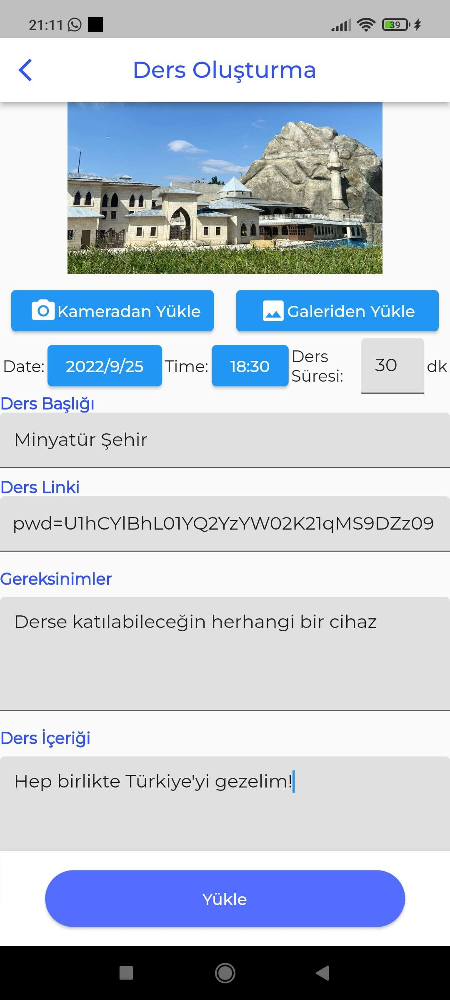 21:11
39
Ders Oluşturma
Kameradan Yükle
Galeriden Yükle
Date: 2022/9/25 Time: 18:30 Ders Süresi: 30 dk
Ders Başlığı
Minyatür Şehir
Ders Linki
pwd=U1hCYlBhL01YQ2YzYW02K21qMS9DZz09
Gereksinimler
Derse katılabileceğin herhangi bir cihaz
Ders İçeriği
Hep birlikte Türkiye'yi gezelim!
Yükle